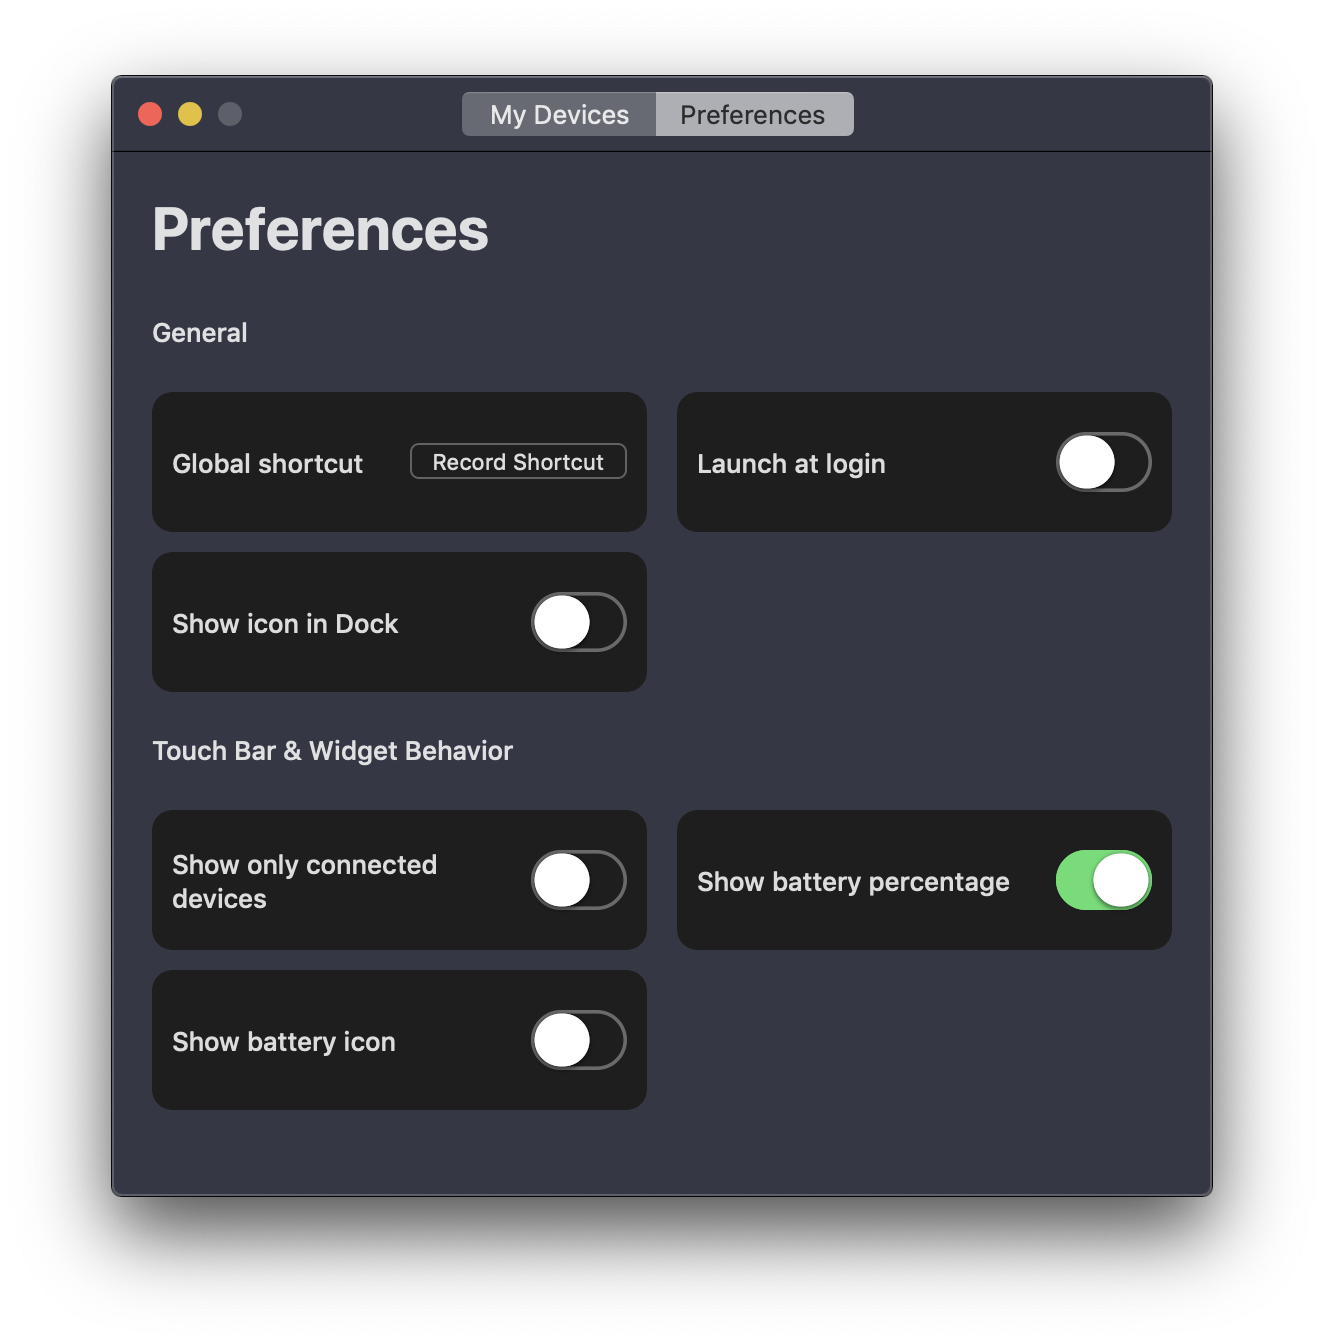 My Devices
Preferences
Preferences
General
Global shortcut
Record Shortcut
Launch at login
Show icon in Dock
Touch Bar & Widget Behavior
Show only connected
devices
Show battery percentage
Show battery icon